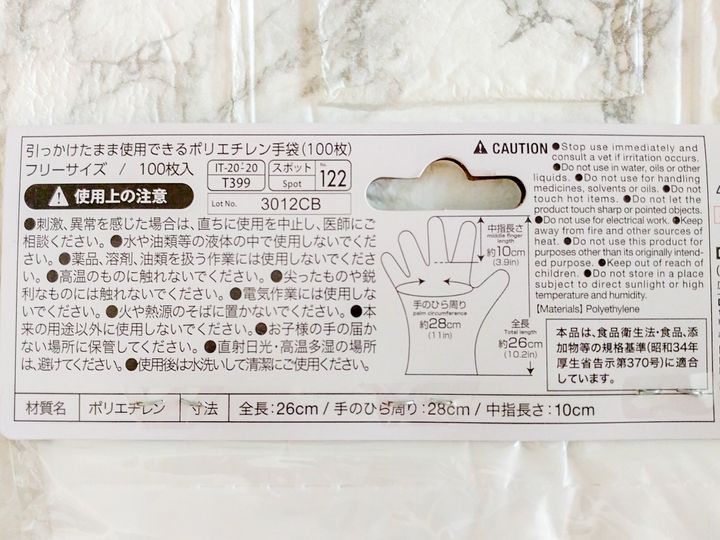 引っかけたまま使用できるポリエチレン手袋(100枚)
フリーサイズ / 100枚入
IT-20-20
T399
スポット
Spot
No.
122
Lot No.
3012CB
使用上の注意
●刺激、異常を感じた場合は、直ちに使用を中止し、医師にご
相談ください。●水や油類等の液体の中で使用しないでくだ
さい。●薬品、溶剤、油類を扱う作業には使用しないでくださ
い。●高温のものに触れないでください。●尖ったものや鋭
利なものには触れないでください。●電気作業には使用しな
いでください。●火や熱源のそばに置かないでください。●本
来の用途以外に使用しないでください。●お子様の手の届か
ない場所に保管してください。●直射日光・高温多湿の場所
は、避けてください。●使用後は水洗いして清潔にご使用ください。
中指長さ
middle finger
length
約10cm
(3.9in)
手のひら周り
palm circumference
約28cm
(11in)
全長
Total length
約26cm
(10.2in)
CAUTION ●Stop use immediately and
consult a vet if irritation occurs.
●Do not use in water, oils or other
liquids. ●Do not use for handling
medicines, solvents or oils. ●Do not
touch hot items. ●Do not let the
product touch sharp or pointed objects.
●Do not use for electrical work. ●Keep
away from fire and other sources of
heat. ●Do not use this product for
purposes other than its originally intend-
ed purpose. ●Keep out of reach of
children. ●Do not store in a place
subject to direct sunlight or high
temperature and humidity.
【Materials】Polyethylene
本品は、食品衛生法・食品、添
加物等の規格基準(昭和34年
厚生省告示第370号)に適合
しています。
材質名 ポリエチレン 寸法 全長:26cm / 手のひら周り:28cm / 中指長さ:10cm